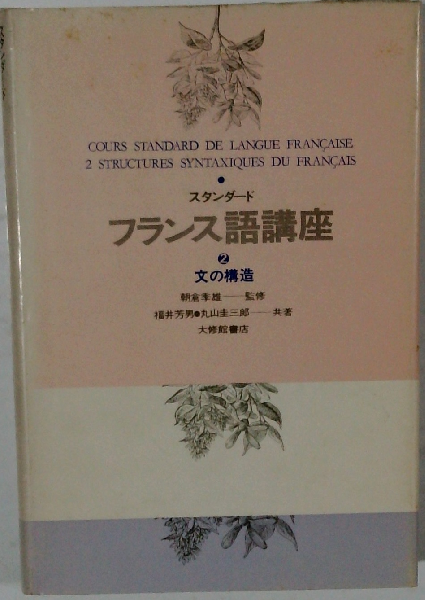 COURS STANDARD DE LANGUE FRANÇAISE
2 STRUCTURES SYNTAXIQUES DU FRANÇAIS
スタンダード
フランス語講座
②
文の構造
朝倉季雄——監修
福井芳男●丸山圭三郎——共著
大修館書店